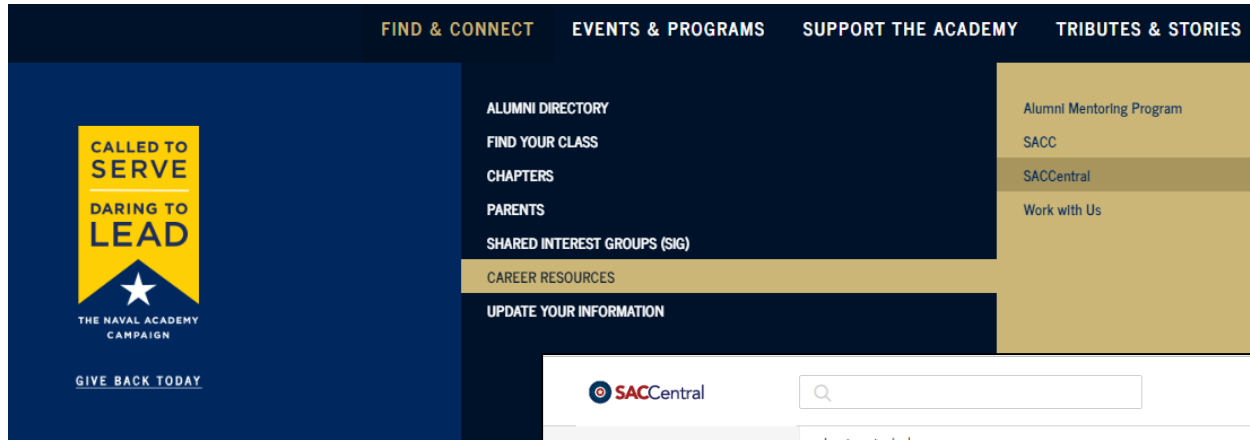 FIND & CONNECT EVENTS & PROGRAMS SUPPORT THE ACADEMY TRIBUTES & STORIES
CALLED TO
SERVE
DARING TO
LEAD
THE NAVAL ACADEMY
CAMPAIGN
GIVE BACK TODAY
ALUMNI DIRECTORY
FIND YOUR CLASS
CHAPTERS
PARENTS
SHARED INTEREST GROUPS (SIG)
CAREER RESOURCES
UPDATE YOUR INFORMATION
Alumni Mentoring Program
SACC
SACCentral
Work with Us
SACCentral